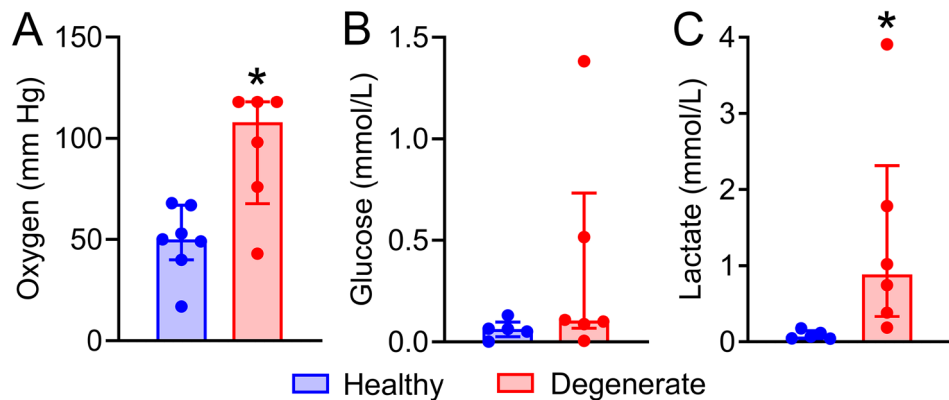 A
B
C
Oxygen (mm Hg)
150
100
50
0
*
Glucose (mmol/L)
1.5
1.0
0.5
0.0
Lactate (mmol/L)
4
3
2
1
0
*
Healthy
Degenerate